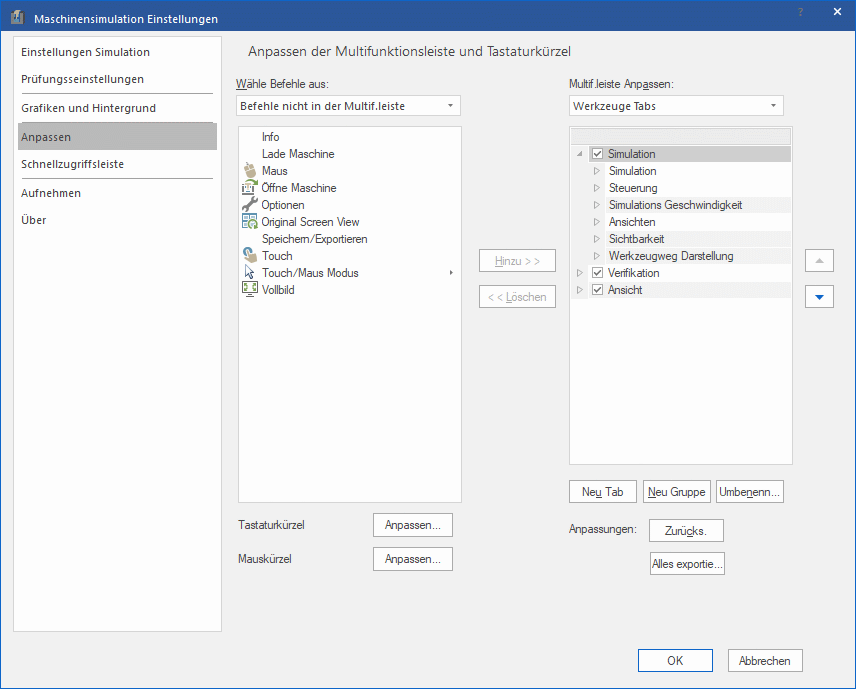 Maschinensimulation Einstellungen
?
Einstellungen Simulation
Prüfungsseinstellungen
Grafiken und Hintergrund
Anpassen
Schnellzugriffsleiste
Aufnehmen
Über
Anpassen der Multifunktionsleiste und Tastaturkürzel
Wähle Befehle aus:
Befehle nicht in der Multif.leiste
Info
Lade Maschine
Maus
Öffne Maschine
Optionen
Original Screen View
Speichern/Exportieren
Touch
Touch/Maus Modus
Vollbild
Tastaturkürzel
Anpassen...
Mauskürzel
Anpassen...
Hinzu > >
< < Löschen
Multif.leiste Anpassen:
Werkzeuge Tabs
Simulation
Simulation
Steuerung
Simulations Geschwindigkeit
Ansichten
Sichtbarkeit
Werkzeugweg Darstellung
Verifikation
Ansicht
Neu Tab
Neu Gruppe
Umbenenn...
Anpassungen:
Zurücks.
Alles exportie...
OK
Abbrechen